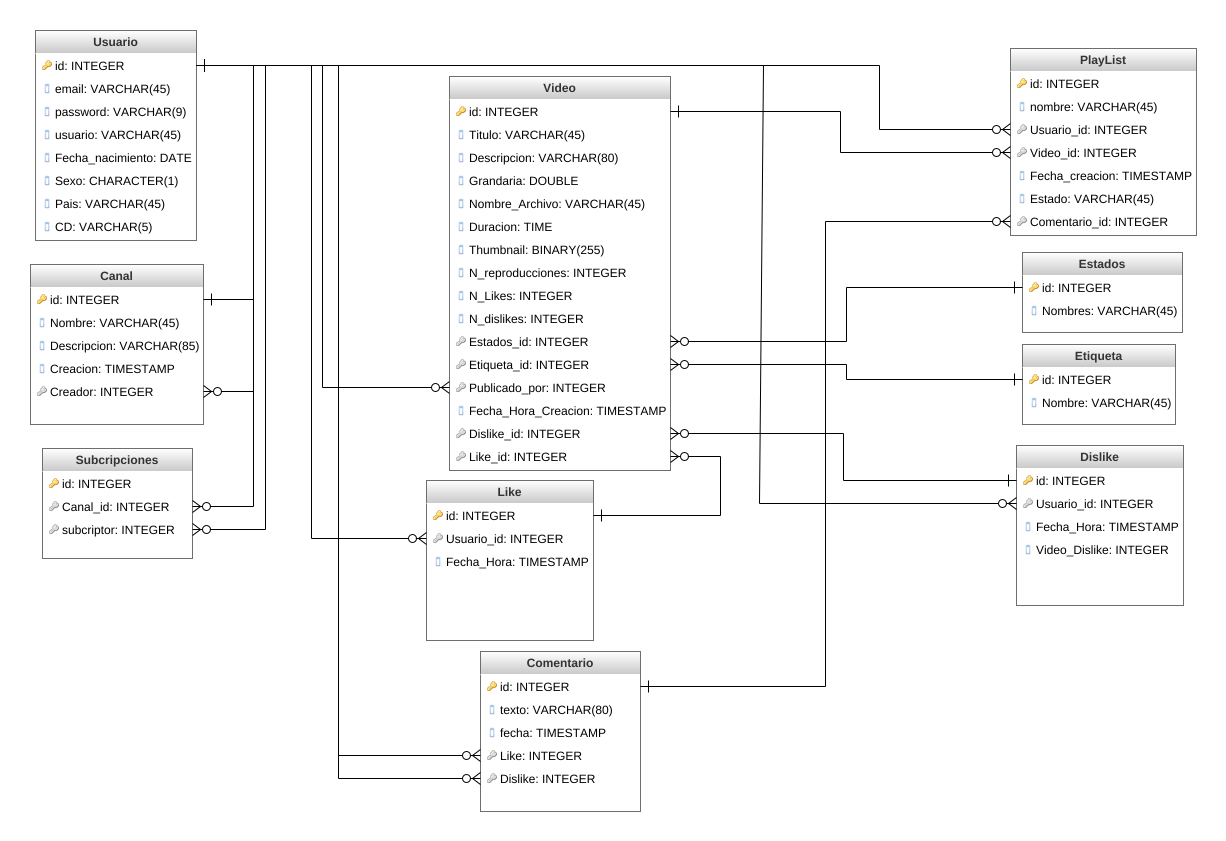 Usuario
id: INTEGER
email: VARCHAR(45)
password: VARCHAR(9)
usuario: VARCHAR(45)
Fecha_nacimiento: DATE
Sexo: CHARACTER(1)
Pais: VARCHAR(45)
CD: VARCHAR(5)
Canal
id: INTEGER
Nombre: VARCHAR(45)
Descripcion: VARCHAR(85)
Creacion: TIMESTAMP
Creador: INTEGER
Subcripciones
id: INTEGER
Canal_id: INTEGER
subcriptor: INTEGER
Video
id: INTEGER
Titulo: VARCHAR(45)
Descripcion: VARCHAR(80)
Grandaria: DOUBLE
Nombre_Archivo: VARCHAR(45)
Duracion: TIME
Thumbnail: BINARY(255)
N_reproducciones: INTEGER
N_Likes: INTEGER
N_dislikes: INTEGER
Estados_id: INTEGER
Etiqueta_id: INTEGER
Publicado_por: INTEGER
Fecha_Hora_Creacion: TIMESTAMP
Dislike_id: INTEGER
Like_id: INTEGER
Like
id: INTEGER
Usuario_id: INTEGER
Fecha_Hora: TIMESTAMP
Comentario
id: INTEGER
texto: VARCHAR(80)
fecha: TIMESTAMP
Like: INTEGER
Dislike: INTEGER
PlayList
id: INTEGER
nombre: VARCHAR(45)
Usuario_id: INTEGER
Video_id: INTEGER
Fecha_creacion: TIMESTAMP
Estado: VARCHAR(45)
Comentario_id: INTEGER
Estados
id: INTEGER
Nombres: VARCHAR(45)
Etiqueta
id: INTEGER
Nombre: VARCHAR(45)
Dislike
id: INTEGER
Usuario_id: INTEGER
Fecha_Hora: TIMESTAMP
Video_Dislike: INTEGER